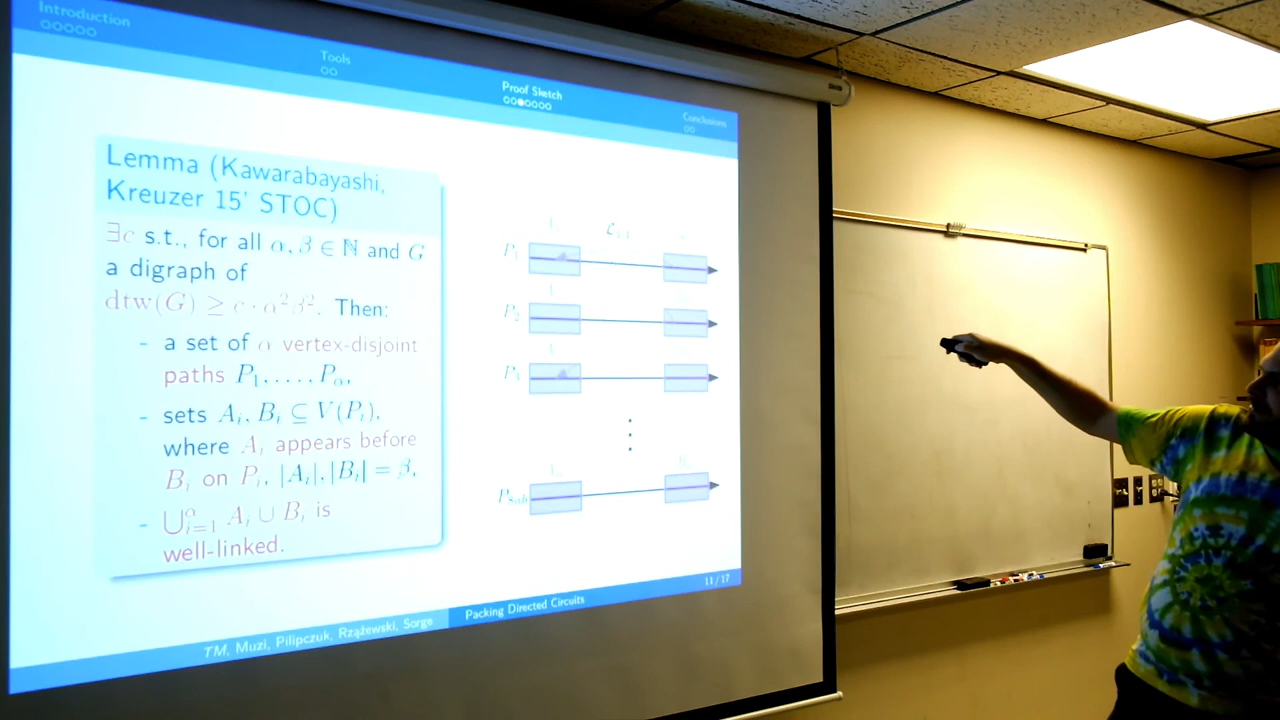 Introduction
Tools
Proof Sketch
Conclusions
Lemma (Kawarabayashi,
Kreuzer 15' STOC)
∃c s.t., for all α, β ∈ ℕ and G
a digraph of
dtw(G) ≥ c · α²β². Then:
- a set of α vertex-disjoint
paths P₁, . . . , Pα,
- sets Aᵢ, Bᵢ ⊆ V(Pᵢ),
where Aᵢ appears before
Bᵢ on Pᵢ, |Aᵢ|, |Bᵢ| = β,
- ⋃ᵢ₌₁^α Aᵢ ∪ Bᵢ is
well-linked.
P₁
P₂
11 / 17
TM, Muzi, Pilipczuk, Rzążewski, Sorge
Packing Directed Circuits